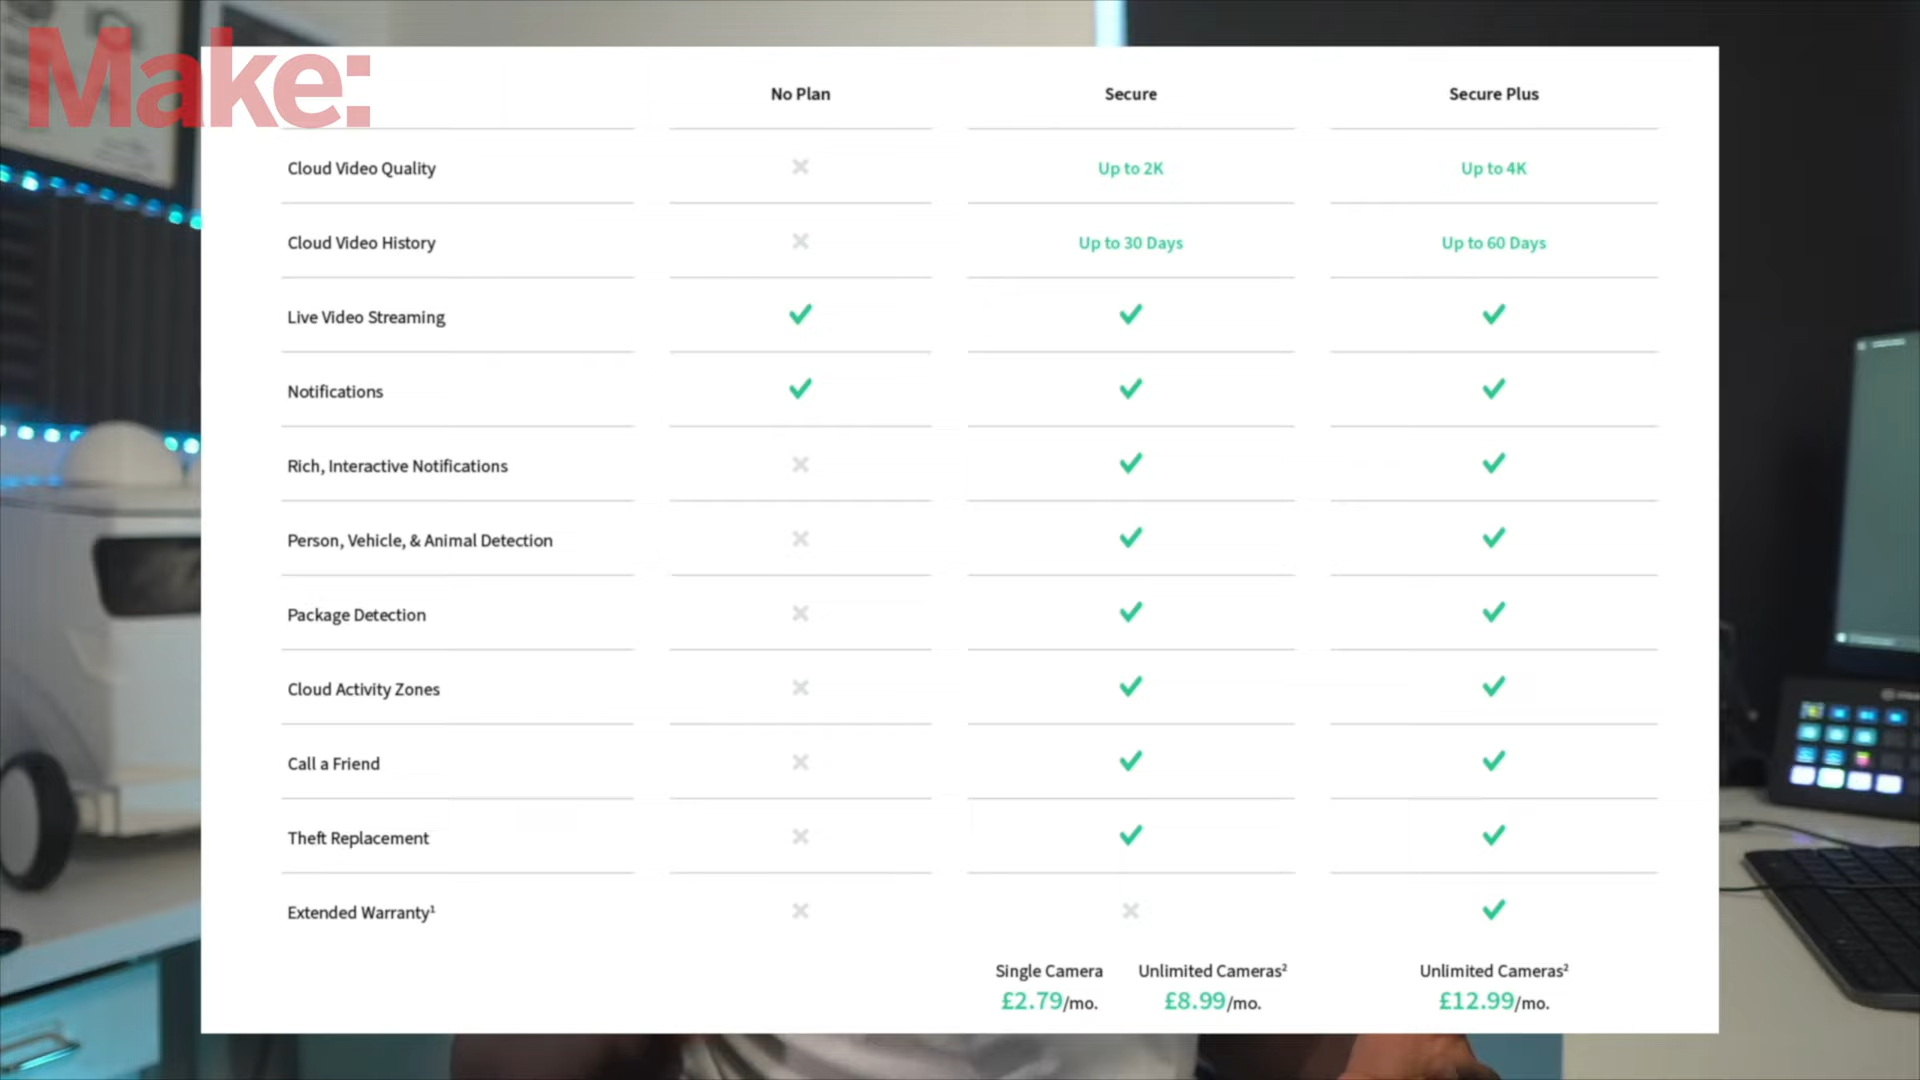 Make:
No Plan Secure Secure Plus
Cloud Video Quality Up to 2K Up to 4K
Cloud Video History Up to 30 Days Up to 60 Days
Live Video Streaming
Notifications
Rich, Interactive Notifications
Person, Vehicle, & Animal Detection
Package Detection
Cloud Activity Zones
Call a Friend
Theft Replacement
Extended Warranty¹
Single Camera Unlimited Cameras² Unlimited Cameras²
£2.79/mo. £8.99/mo. £12.99/mo.